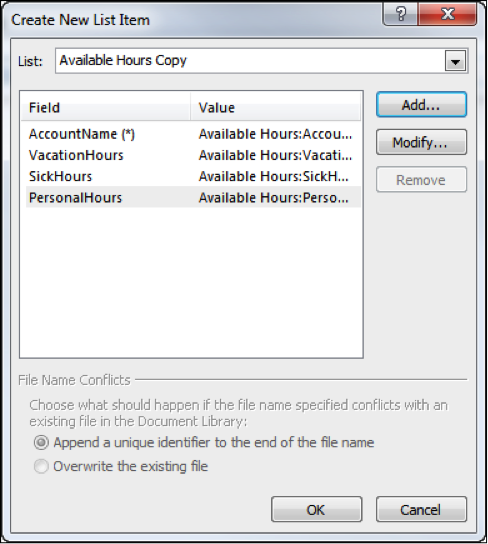 Create New List Item
?
List: Available Hours Copy
Field Value
AccountName (*) Available Hours:Accou...
VacationHours Available Hours:Vacati...
SickHours Available Hours:SickH...
PersonalHours Available Hours:Perso...
Add...
Modify...
Remove
File Name Conflicts
Choose what should happen if the file name specified conflicts with an
existing file in the Document Library:
Append a unique identifier to the end of the file name
Overwrite the existing file
OK Cancel